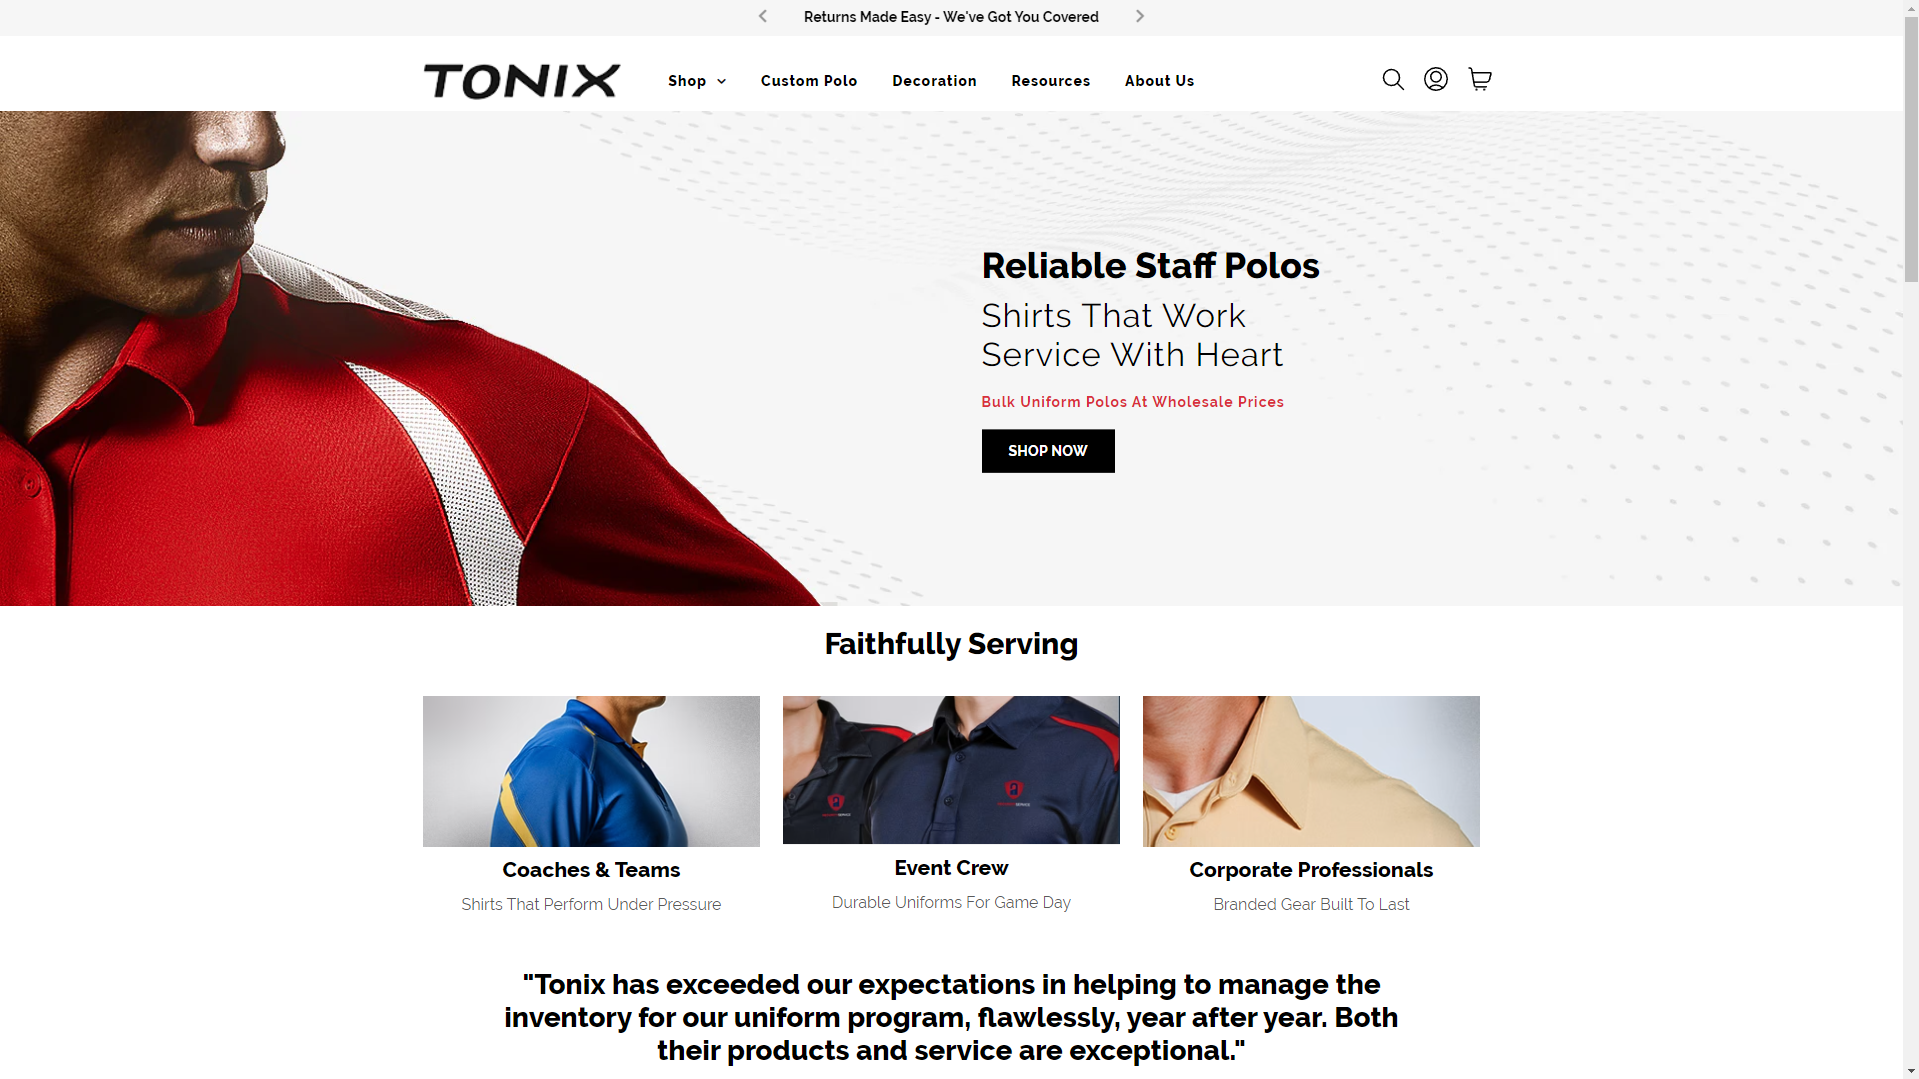 Returns Made Easy - We've Got You Covered
TONIX
Shop
Custom Polo
Decoration
Resources
About Us
Reliable Staff Polos
Shirts That Work
Service With Heart
Bulk Uniform Polos At Wholesale Prices
SHOP NOW
Faithfully Serving
Coaches & Teams
Shirts That Perform Under Pressure
Event Crew
Durable Uniforms For Game Day
Corporate Professionals
Branded Gear Built To Last
"Tonix has exceeded our expectations in helping to manage the
inventory for our uniform program, flawlessly, year after year. Both
their products and service are exceptional."